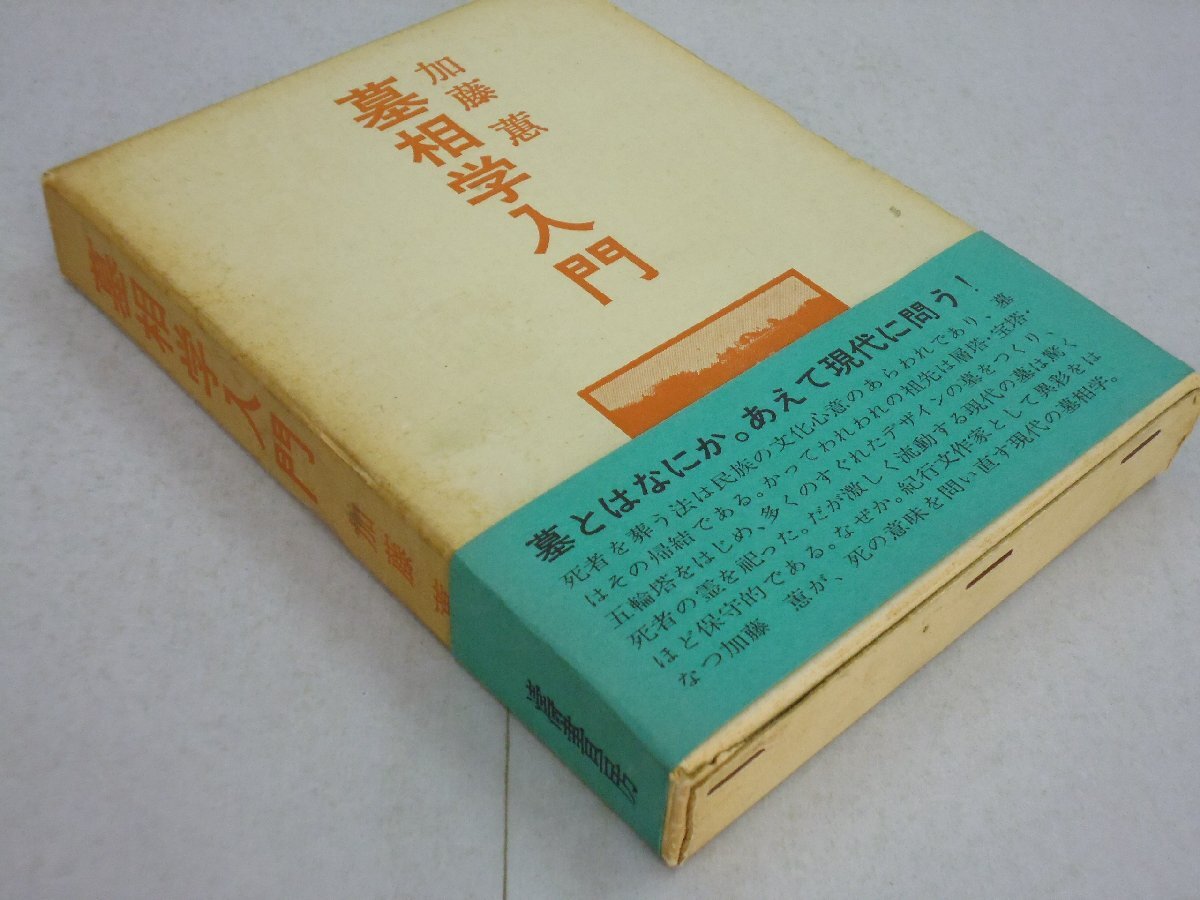 加藤蕙
墓相学入門
墓とはなにか。あえて現代に問う!
死者を葬う法は民族の文化心意のあらわれであり、墓
はその帰結である。かってわれわれの祖先は層塔・宝塔・
五輪塔をはじめ、多くのすぐれたデザインの墓をつくり、
死者の霊を祀った。だが激しく流動する現代の墓は驚く
ほど保守的である。なぜか。紀行文作家として異彩をは
なつ加藤 蕙が、死の意味を問い直す現代の墓相学。
墓相学入門 加藤
書房